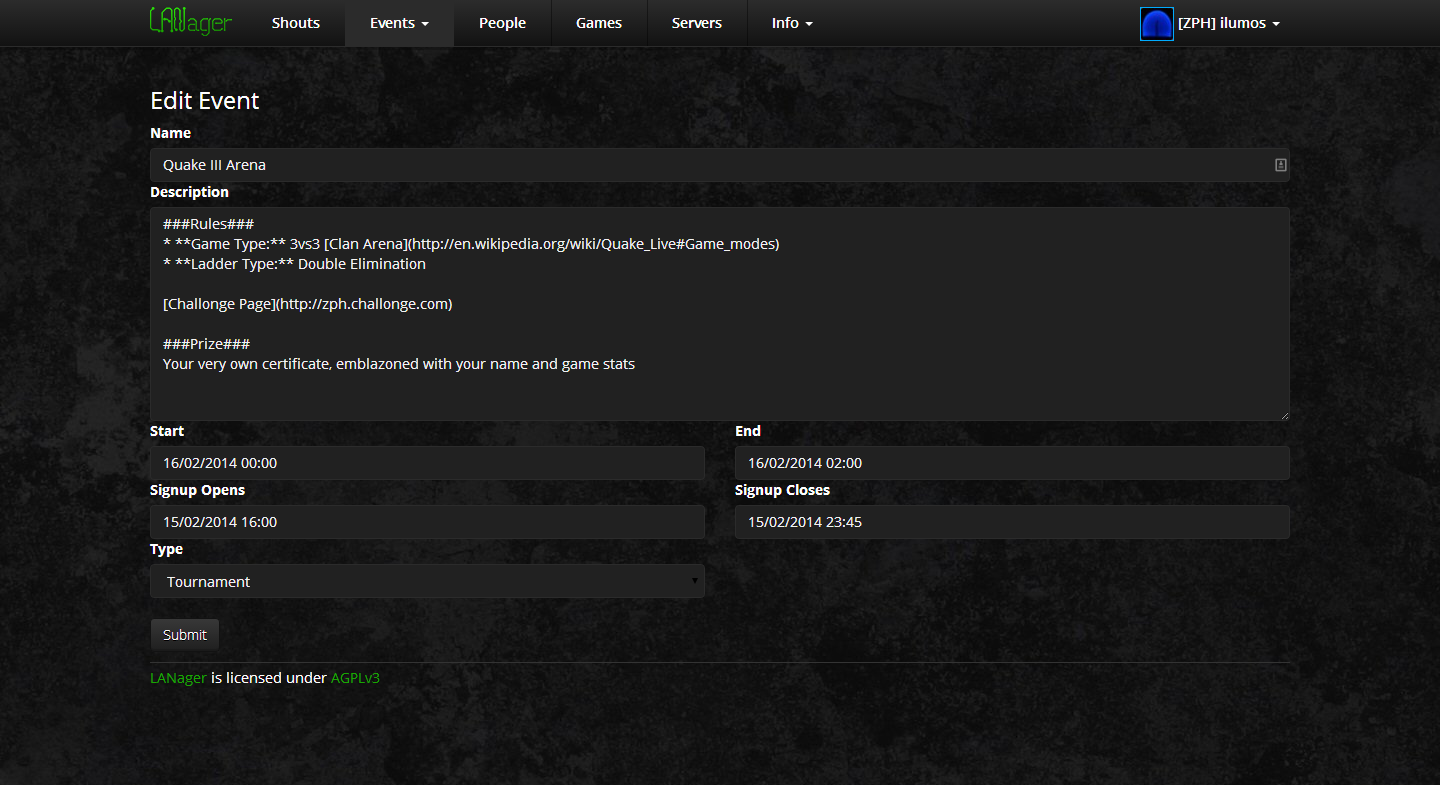 LANager Shouts Events People Games Servers Info [ZPH] ilumos
Edit Event
Name
Quake III Arena
Description
###Rules###
* **Game Type:** 3vs3 [Clan Arena](http://en.wikipedia.org/wiki/Quake_Live#Game_modes)
* **Ladder Type:** Double Elimination
[Challonge Page](http://zph.challonge.com)
###Prize###
Your very own certificate, emblazoned with your name and game stats
Start End
16/02/2014 00:00 16/02/2014 02:00
Signup Opens Signup Closes
15/02/2014 16:00 15/02/2014 23:45
Type
Tournament
Submit
LANager is licensed under AGPLv3